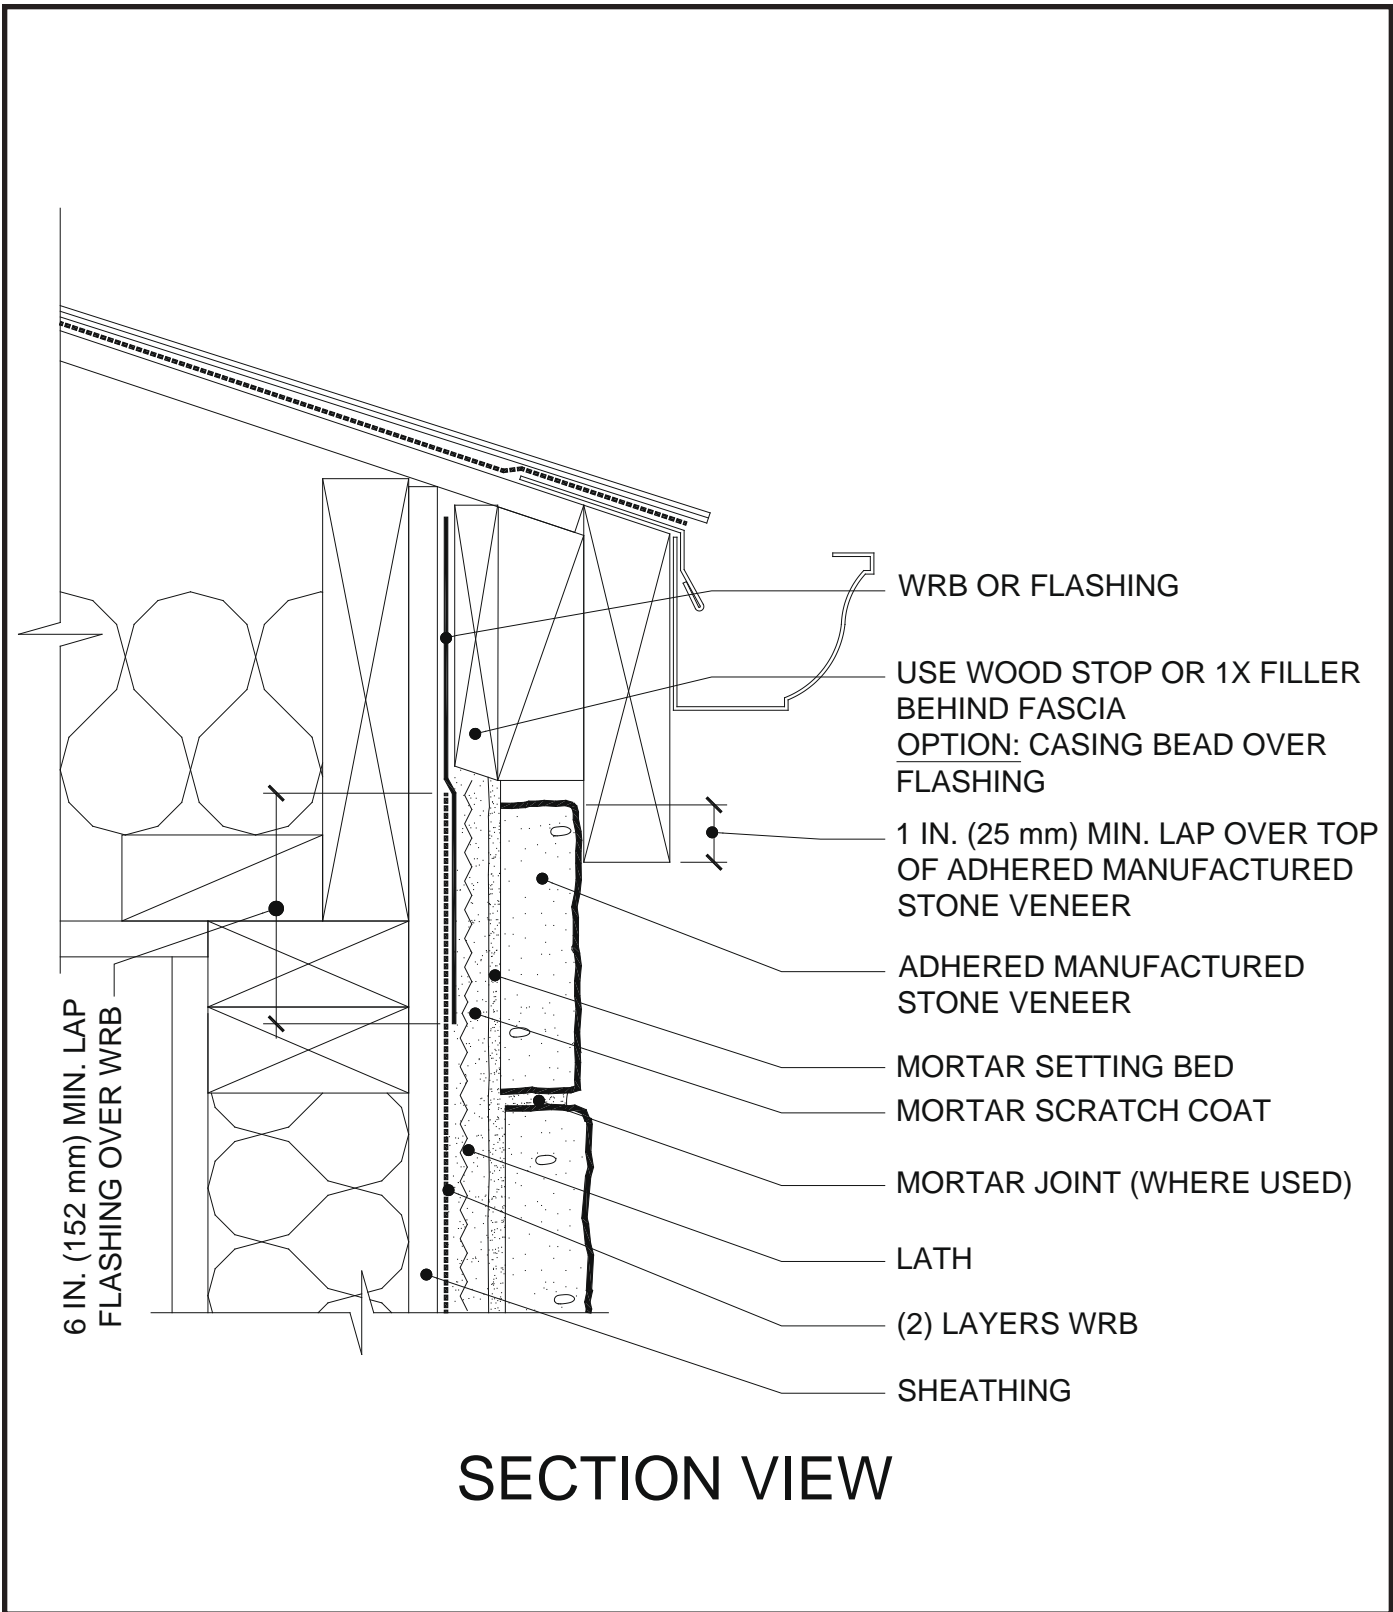 WRB OR FLASHING
USE WOOD STOP OR 1X FILLER
BEHIND FASCIA
OPTION: CASING BEAD OVER
FLASHING
1 IN. (25 mm) MIN. LAP OVER TOP
OF ADHERED MANUFACTURED
STONE VENEER
ADHERED MANUFACTURED
STONE VENEER
MORTAR SETTING BED
MORTAR SCRATCH COAT
MORTAR JOINT (WHERE USED)
LATH
(2) LAYERS WRB
SHEATHING
6 IN. (152 mm) MIN. LAP
FLASHING OVER WRB
SECTION VIEW